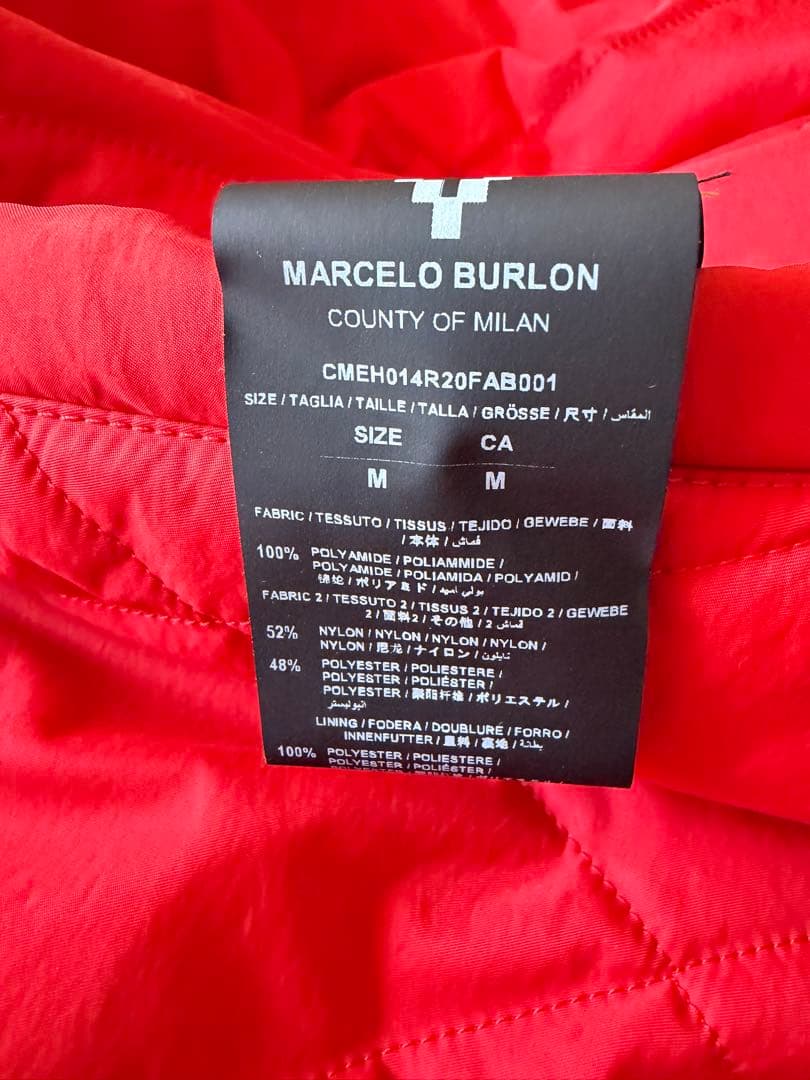 MARCELO BURLON
COUNTY OF MILAN
CMEH014R20FAB001
SIZE / TAGLIA / TAILLE / TALLA / GRÖSSE / 尺寸 / المقاس
SIZE CA
M M
FABRIC / TESSUTO / TISSUS / TEJIDO / GEWEBE / 面料
/ 本体 / قماش
100% POLYAMIDE / POLIAMMIDE /
POLYAMIDE / POLIAMIDA / POLYAMID /
锦纶 / ポリアミド / بولي اميد
FABRIC 2 / TESSUTO 2 / TISSUS 2 / TEJIDO 2 / GEWEBE
2 / 面料2 / その他 / قماش 2
52% NYLON / NYLON / NYLON / NYLON /
NYLON / 尼龙 / ナイロン / نايلون
48% POLYESTER / POLIESTERE /
POLYESTER / POLIÉSTER /
POLYESTER / 聚酯纤维 / ポリエステル /
البوليستر
LINING / FODERA / DOUBLURE / FORRO /
INNENFUTTER / 里料 / 裏地 / بطانة
100% POLYESTER / POLIESTERE /
POLYESTER / POLIÉSTER /